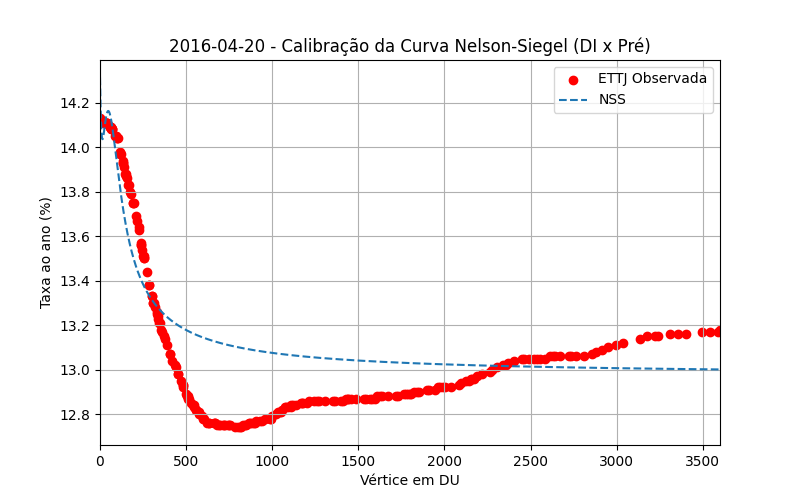 2016-04-20 - Calibração da Curva Nelson-Siegel (DI x Pré)
ETTJ Observada
NSS
Taxa ao ano (%)
14.2
14.0
13.8
13.6
13.4
13.2
13.0
12.8
0 500 1000 1500 2000 2500 3000 3500
Vértice em DU